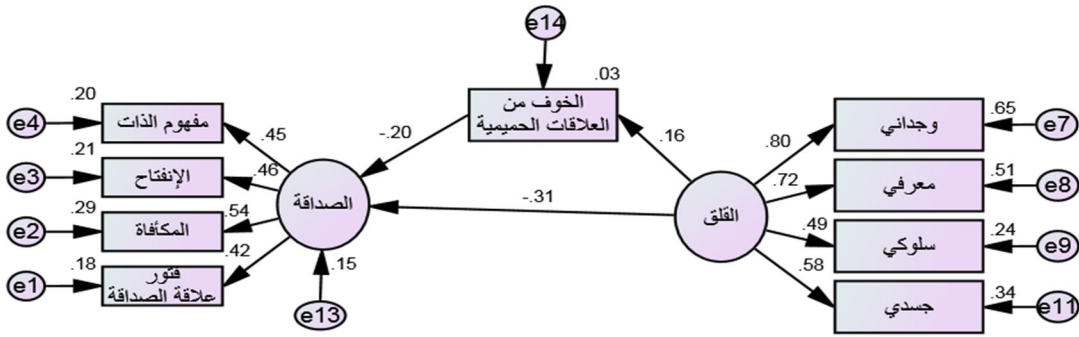 e14
.03
الخوف من
العلاقات الحميمية
.20
e4
مفهوم الذات
.45
-.20
.16
.65
e7
وجداني
.80
.21
e3
الإنفتاح
.46
.51
e8
معرفي
.72
الصداقة
-.31
القلق
.29
e2
المكأفاة
.54
.24
e9
سلوكي
.49
.18
e1
فتور
علاقة الصداقة
.42
.15
e13
.34
e11
جسدي
.58